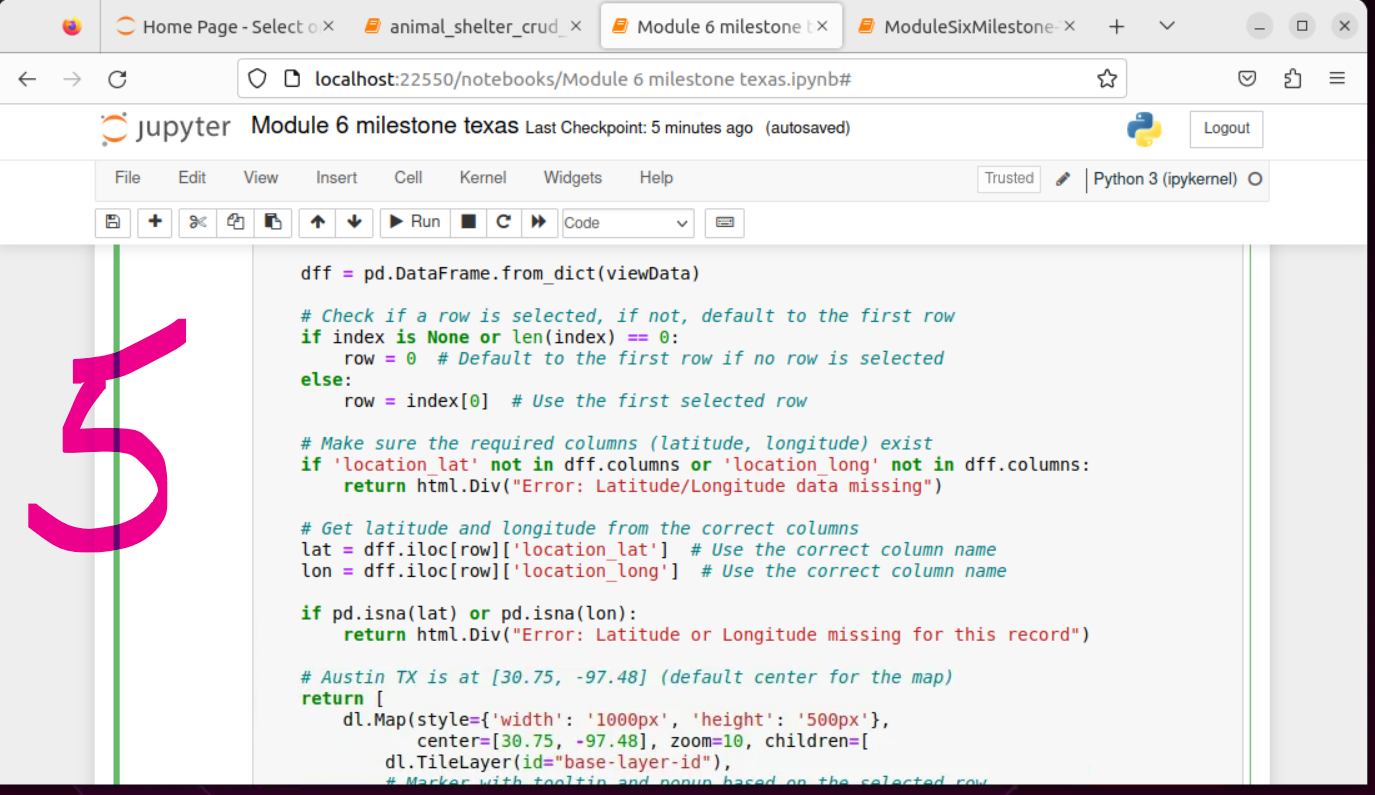 Home Page - Select o
animal_shelter_crud_
Module 6 milestone t
ModuleSixMilestone-
localhost:22550/notebooks/Module 6 milestone texas.ipynb#
jupyter Module 6 milestone texas Last Checkpoint: 5 minutes ago (autosaved)
Logout
File Edit View Insert Cell Kernel Widgets Help
Trusted Python 3 (ipykernel)
Run Code
5
dff = pd.DataFrame.from_dict(viewData)
# Check if a row is selected, if not, default to the first row
if index is None or len(index) == 0:
row = 0 # Default to the first row if no row is selected
else:
row = index[0] # Use the first selected row
# Make sure the required columns (latitude, longitude) exist
if 'location_lat' not in dff.columns or 'location_long' not in dff.columns:
return html.Div("Error: Latitude/Longitude data missing")
# Get latitude and longitude from the correct columns
lat = dff.iloc[row]['location_lat'] # Use the correct column name
lon = dff.iloc[row]['location_long'] # Use the correct column name
if pd.isna(lat) or pd.isna(lon):
return html.Div("Error: Latitude or Longitude missing for this record")
# Austin TX is at [30.75, -97.48] (default center for the map)
return [
dl.Map(style={'width': '1000px', 'height': '500px'},
center=[30.75, -97.48], zoom=10, children=[
dl.TileLayer(id="base-layer-id"),
# Marker with tooltip and popup based on the selected row